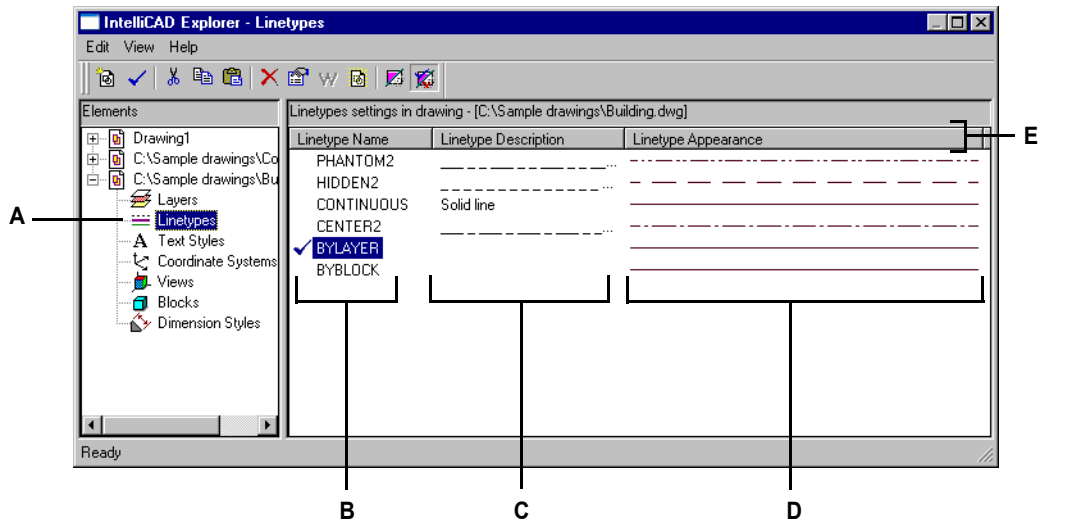 IntelliCAD Explorer - Linetypes
Edit View Help
Elements
Linetypes settings in drawing - [C:\Sample drawings\Building.dwg]
Drawing1
C:\Sample drawings\Co
C:\Sample drawings\Bu
Layers
Linetypes
Text Styles
Coordinate Systems
Views
Blocks
Dimension Styles
Linetype Name Linetype Description Linetype Appearance
PHANTOM2 ...
HIDDEN2 ...
CONTINUOUS Solid line
CENTER2 ...
BYLAYER
BYBLOCK
Ready
A
E
B C D